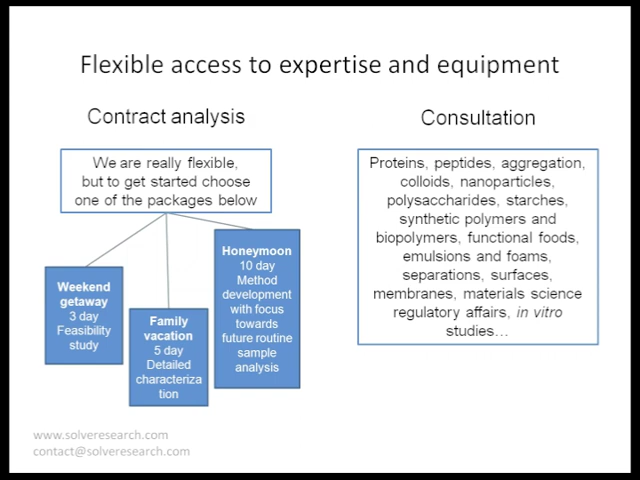 Flexible access to expertise and equipment
Contract analysis
We are really flexible,
but to get started choose
one of the packages below
Weekend
getaway
3 day
Feasibility
study
Family
vacation
5 day
Detailed
characteriza
tion
Honeymoon
10 day
Method
development
with focus
towards
future routine
sample
analysis
Consultation
Proteins, peptides, aggregation,
colloids, nanoparticles,
polysaccharides, starches,
synthetic polymers and
biopolymers, functional foods,
emulsions and foams,
separations, surfaces,
membranes, materials science
regulatory affairs, in vitro
studies…
www.solveresearch.com
contact@solveresearch.com